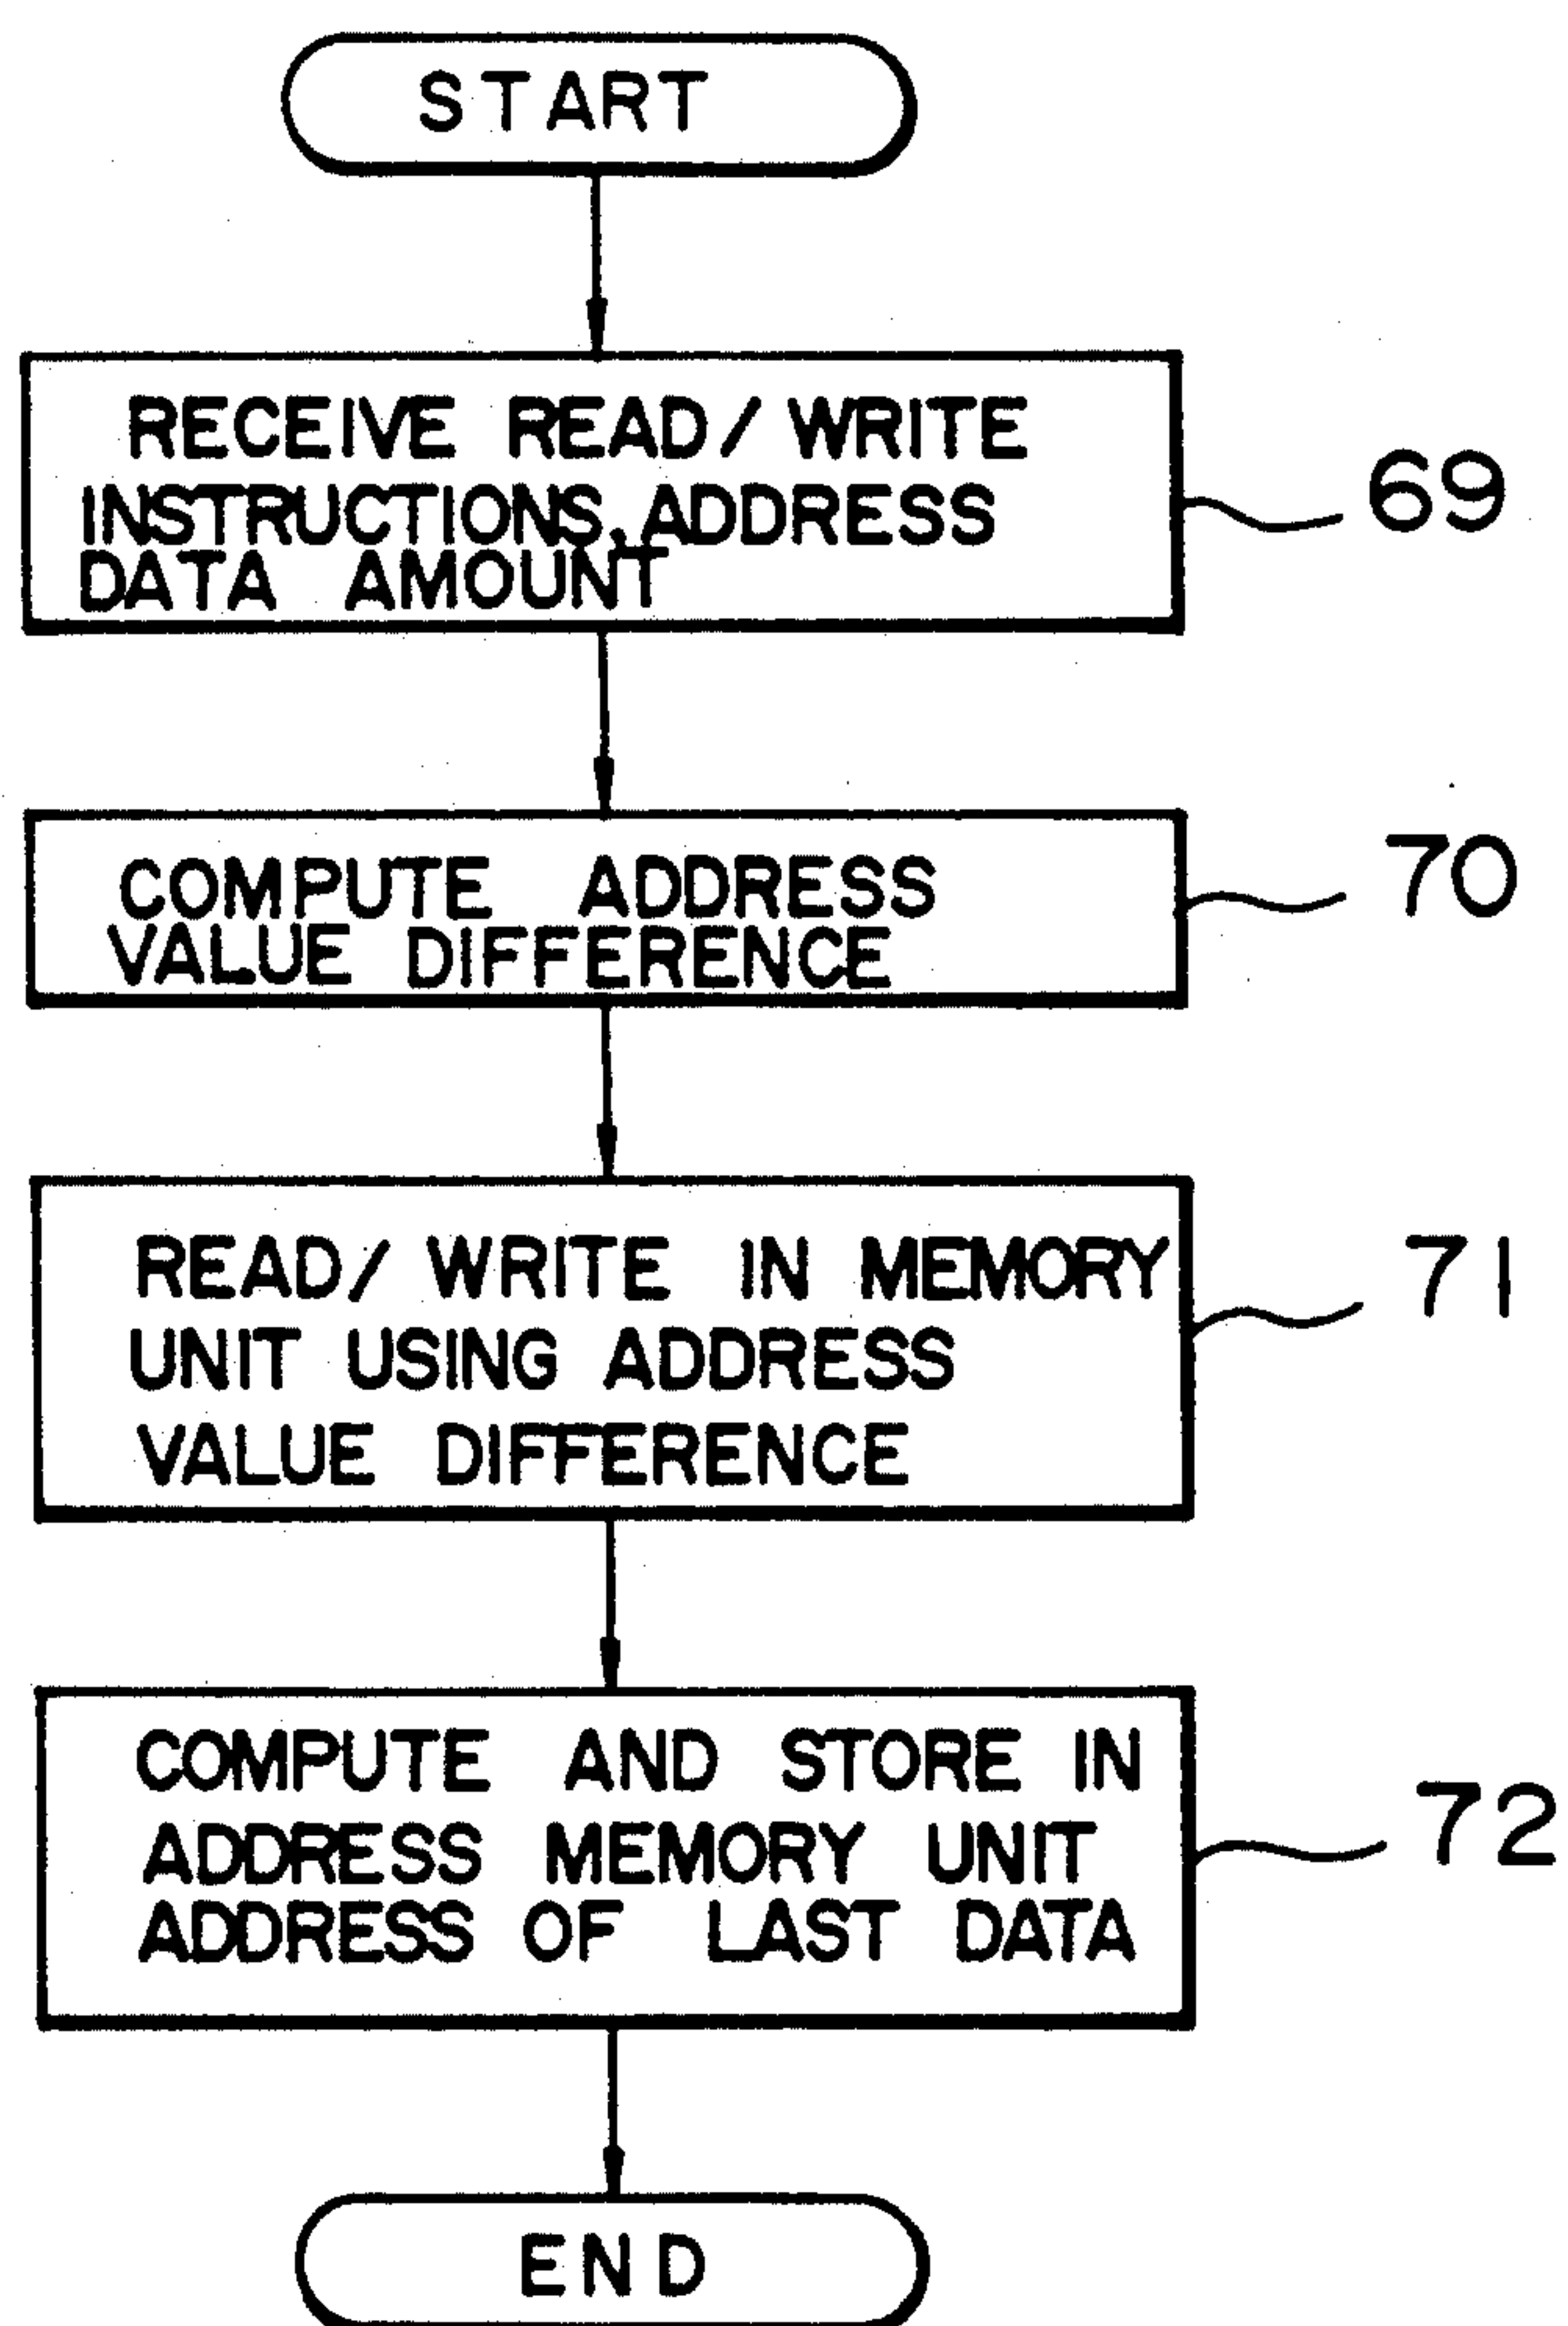 START
RECEIVE READ/WRITE
INSTRUCTIONS, ADDRESS
DATA AMOUNT
69
COMPUTE ADDRESS
VALUE DIFFERENCE
70
READ/WRITE IN MEMORY
UNIT USING ADDRESS
VALUE DIFFERENCE
71
COMPUTE AND STORE IN
ADDRESS MEMORY UNIT
ADDRESS OF LAST DATA
72
END